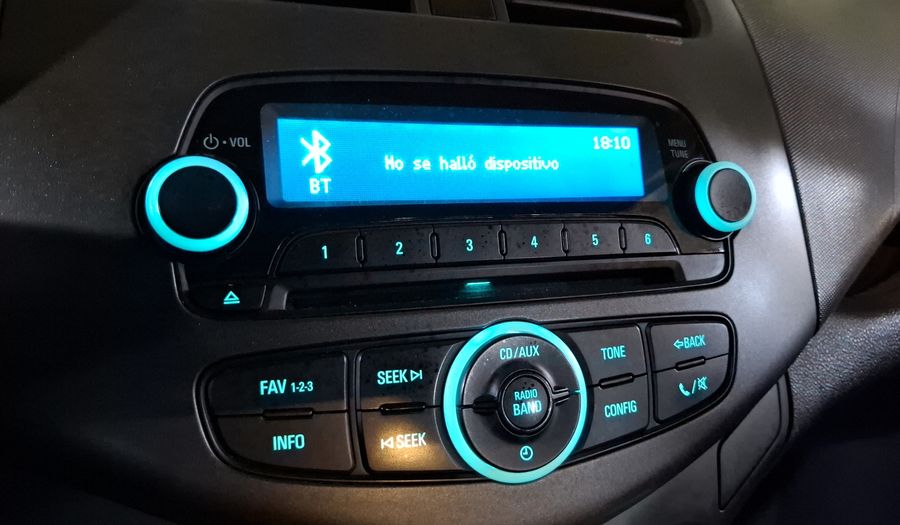 VOL
MENU
TUNE
18:10
No se halló dispositivo
BT
1 2 3 4 5 6
FAV 1-2-3
SEEK
CD/AUX
TONE
BACK
INFO
SEEK
RADIO
BAND
CONFIG